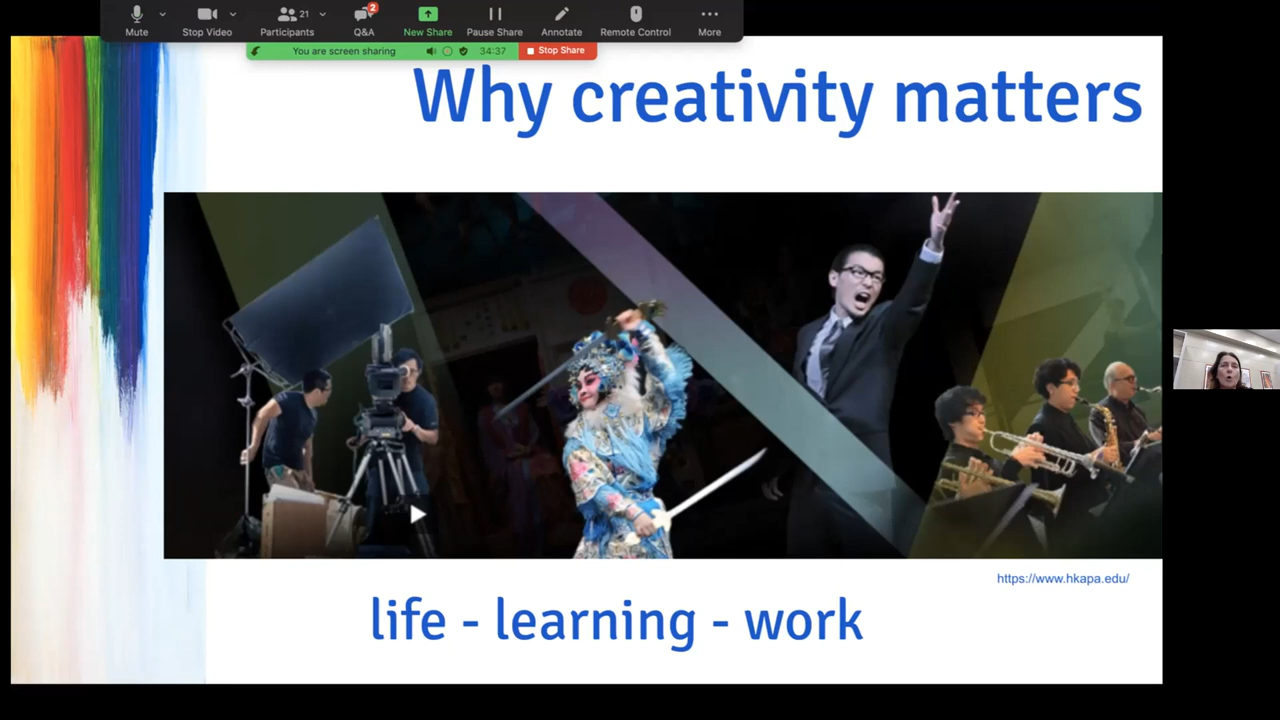 21
2
Mute
Stop Video
Participants
Q&A
New Share
Pause Share
Annotate
Remote Control
More
You are screen sharing
34:37
Stop Share
Why creativity matters
https://www.hkapa.edu/
life - learning - work